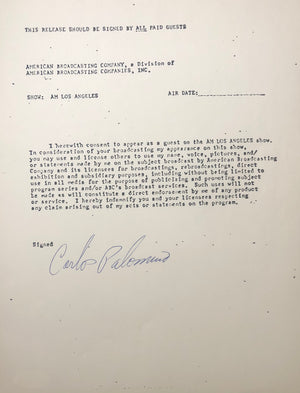 THIS RELEASE SHOULD BE SIGNED BY ALL PAID GUESTS
AMERICAN BROADCASTING COMPANY, a Division of
AMERICAN BROADCASTING COMPANIES, INC.
SHOW: AM LOS ANGELES AIR DATE:
I herewith consent to appear as a guest on the AM LOS ANGELES show.
In consideration of your broadcasting my appearance on this show,
you may use and license others to use my name, voice, pictures, and/
or statements made by me on the subject broadcast by American Broadcasting
Company and its licensees for broadcastings, rebroadcastings, direct
exhibition and subsidiary purposes, including without being limited to
use in all media for the purpose of publicizing and promoting subject
program series and/or ABC's broadcast services. Such uses will not
be made as will constitute a direct endorsement by me of any product
or service. I hereby indemnify you and your licensees respecting
any claim arising out of my acts or statements on the program.
Signed
Carlos Palomino